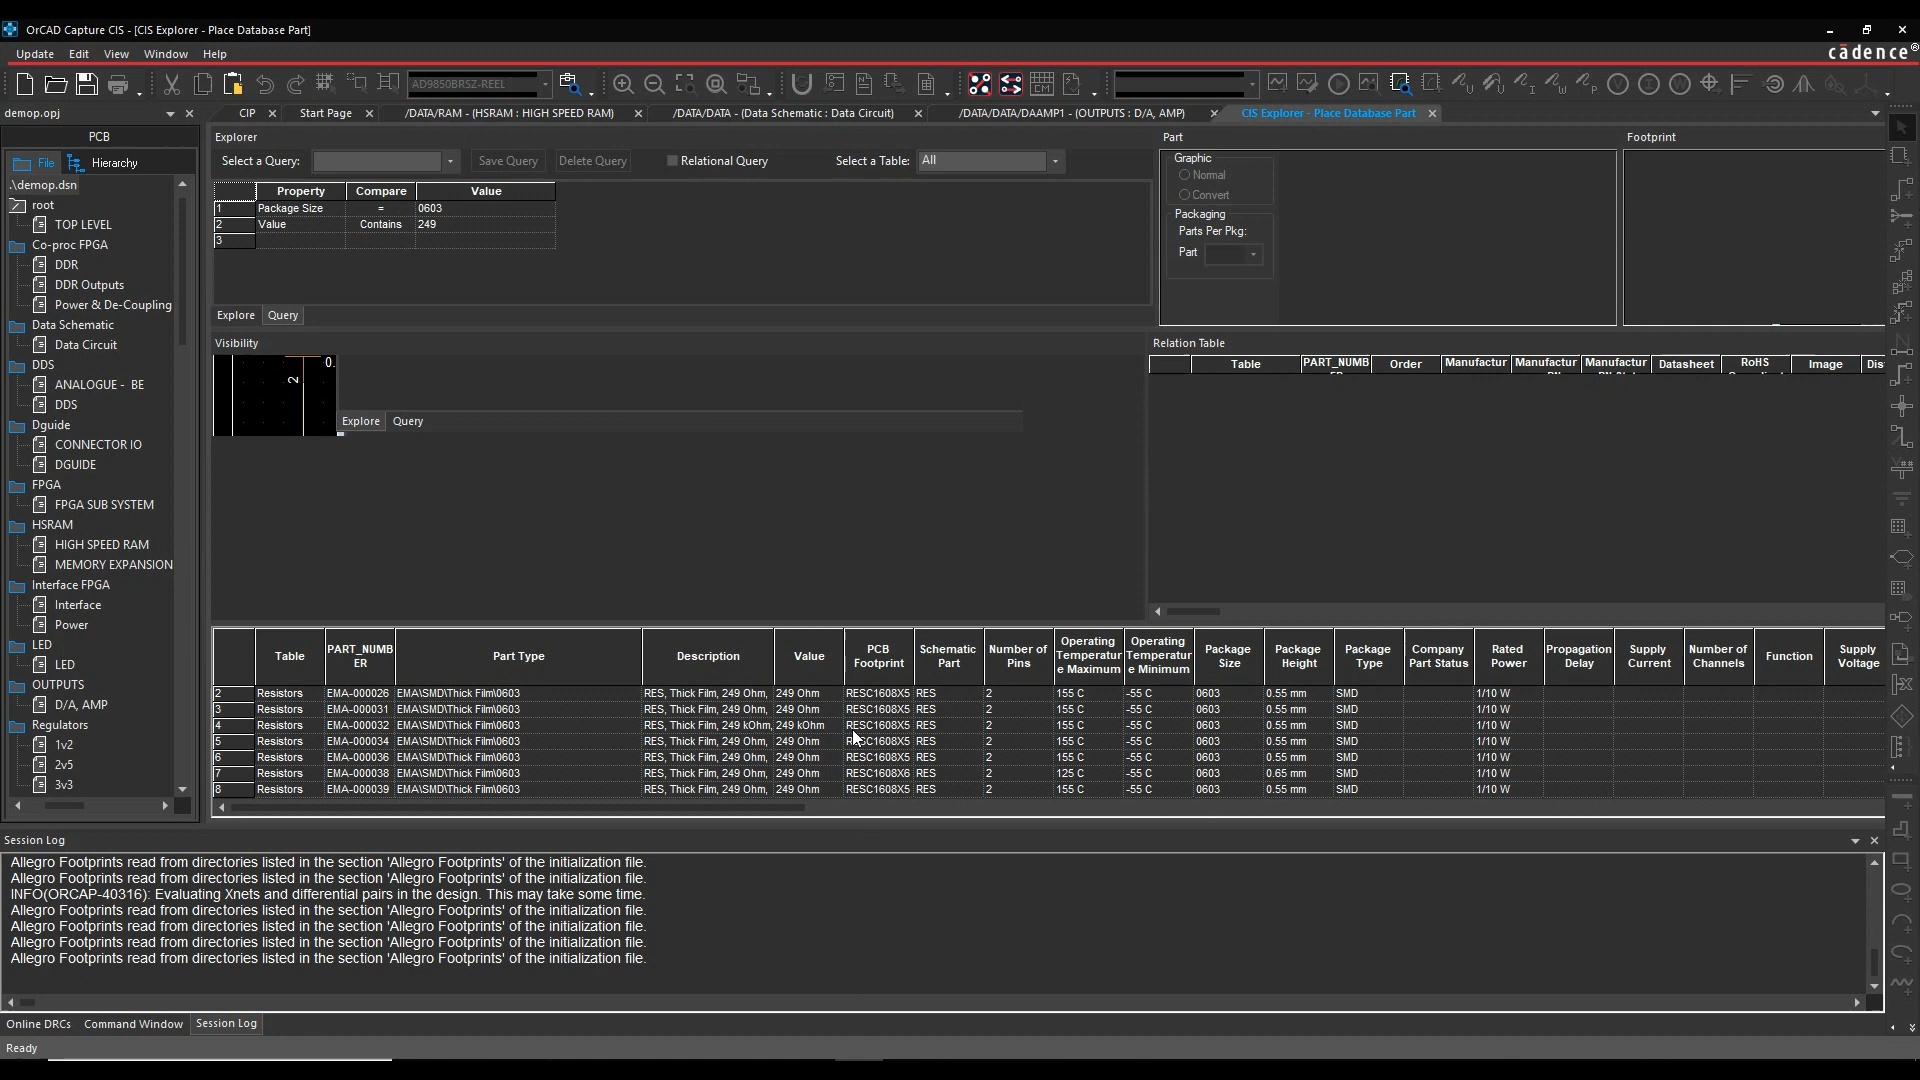 OrCAD Capture CIS - [CIS Explorer - Place Database Part]
Update Edit View Window Help
cādence®
AD9850BRSZ-REEL
demop.opj
CIP
Start Page
/DATA/RAM - (HSRAM : HIGH SPEED RAM)
/DATA/DATA - (Data Schematic : Data Circuit)
/DATA/DATA/DAAMP1 - (OUTPUTS : D/A, AMP)
CIS Explorer - Place Database Part
PCB
File
Hierarchy
.\demop.dsn
root
TOP LEVEL
Co-proc FPGA
DDR
DDR Outputs
Power & De-Coupling
Data Schematic
Data Circuit
DDS
ANALOGUE - BE
DDS
Dguide
CONNECTOR IO
DGUIDE
FPGA
FPGA SUB SYSTEM
HSRAM
HIGH SPEED RAM
MEMORY EXPANSION
Interface FPGA
Interface
Power
LED
LED
OUTPUTS
D/A, AMP
Regulators
1v2
2v5
3v3
Explorer
Select a Query:
Save Query
Delete Query
Relational Query
Select a Table: All
Property Compare Value
1 Package Size = 0603
2 Value Contains 249
3
Explore Query
Part
Graphic
Normal
Convert
Packaging
Parts Per Pkg:
Part
Footprint
Visibility
0.
2
Explore Query
Relation Table
Table PART_NUMB Order Manufactur Manufactur Manufactur Datasheet RoHS Image Dis
Table PART_NUMB ER Part Type Description Value PCB Footprint Schematic Part Number of Pins Operating Temperatur e Maximum Operating Temperatur e Minimum Package Size Package Height Package Type Company Part Status Rated Power Propagation Delay Supply Current Number of Channels Function Supply Voltage
2 Resistors EMA-000026 EMA\SMD\Thick Film\0603 RES, Thick Film, 249 Ohm, 249 Ohm RESC1608X5 RES 2 155 C -55 C 0603 0.55 mm SMD 1/10 W
3 Resistors EMA-000031 EMA\SMD\Thick Film\0603 RES, Thick Film, 249 Ohm, 249 Ohm RESC1608X5 RES 2 155 C -55 C 0603 0.55 mm SMD 1/10 W
4 Resistors EMA-000032 EMA\SMD\Thick Film\0603 RES, Thick Film, 249 kOhm, 249 kOhm RESC1608X5 RES 2 155 C -55 C 0603 0.55 mm SMD 1/10 W
5 Resistors EMA-000034 EMA\SMD\Thick Film\0603 RES, Thick Film, 249 Ohm, 249 Ohm RESC1608X5 RES 2 155 C -55 C 0603 0.55 mm SMD 1/10 W
6 Resistors EMA-000036 EMA\SMD\Thick Film\0603 RES, Thick Film, 249 Ohm, 249 Ohm RESC1608X5 RES 2 155 C -55 C 0603 0.55 mm SMD 1/10 W
7 Resistors EMA-000038 EMA\SMD\Thick Film\0603 RES, Thick Film, 249 Ohm, 249 Ohm RESC1608X6 RES 2 125 C -55 C 0603 0.65 mm SMD 1/10 W
8 Resistors EMA-000039 EMA\SMD\Thick Film\0603 RES, Thick Film, 249 Ohm, 249 Ohm RESC1608X5 RES 2 155 C -55 C 0603 0.55 mm SMD 1/10 W
Session Log
Allegro Footprints read from directories listed in the section 'Allegro Footprints' of the initialization file.
Allegro Footprints read from directories listed in the section 'Allegro Footprints' of the initialization file.
INFO(ORCAP-40316): Evaluating Xnets and differential pairs in the design. This may take some time.
Allegro Footprints read from directories listed in the section 'Allegro Footprints' of the initialization file.
Allegro Footprints read from directories listed in the section 'Allegro Footprints' of the initialization file.
Allegro Footprints read from directories listed in the section 'Allegro Footprints' of the initialization file.
Allegro Footprints read from directories listed in the section 'Allegro Footprints' of the initialization file.
Online DRCs Command Window Session Log
Ready